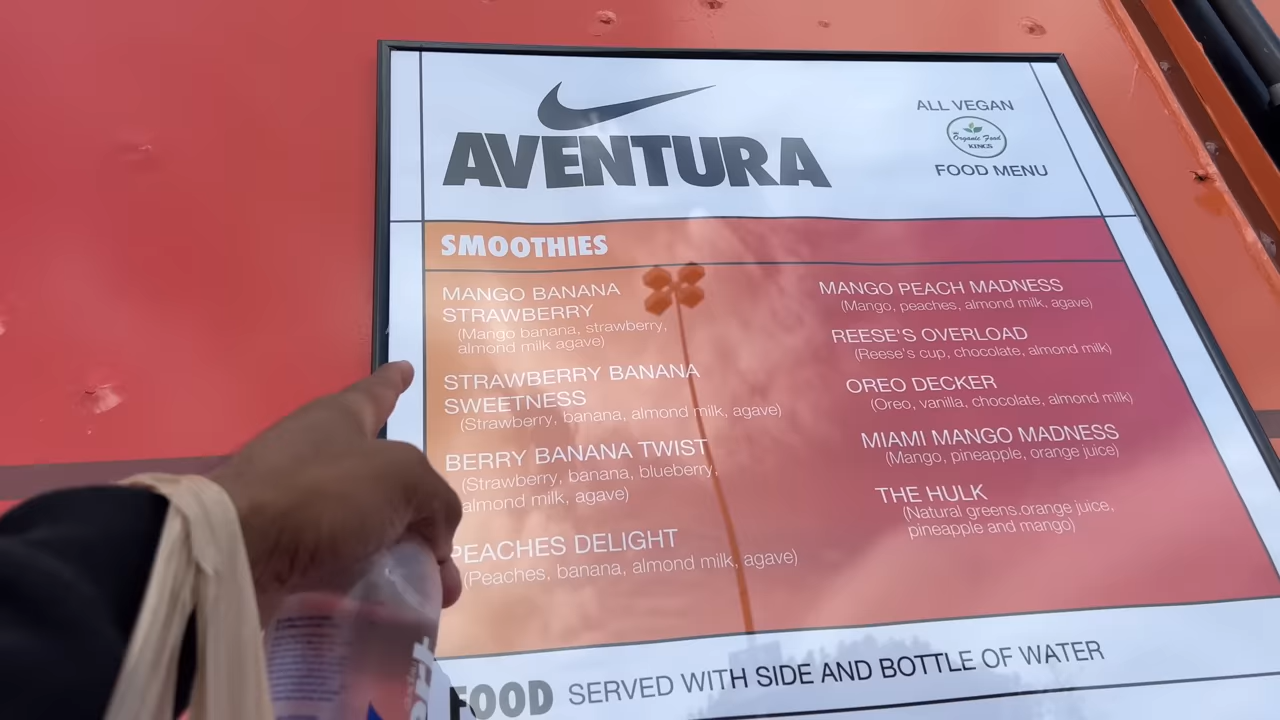 AVENTURA
ALL VEGAN
Organic Food
KINGS
FOOD MENU
SMOOTHIES
MANGO BANANA
STRAWBERRY
(Mango banana, strawberry,
almond milk agave)
STRAWBERRY BANANA
SWEETNESS
(Strawberry, banana, almond milk, agave)
BERRY BANANA TWIST
(Strawberry, banana, blueberry,
almond milk, agave)
PEACHES DELIGHT
(Peaches, banana, almond milk, agave)
MANGO PEACH MADNESS
(Mango, peaches, almond milk, agave)
REESE'S OVERLOAD
(Reese's cup, chocolate, almond milk)
OREO DECKER
(Oreo, vanilla, chocolate, almond milk)
MIAMI MANGO MADNESS
(Mango, pineapple, orange juice)
THE HULK
(Natural greens.orange juice,
pineapple and mango)
FOOD SERVED WITH SIDE AND BOTTLE OF WATER